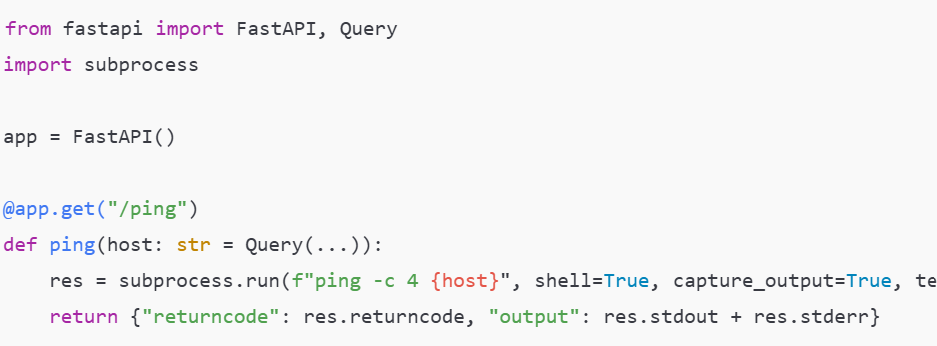 from fastapi import FastAPI, Query
import subprocess
app = FastAPI()
@app.get("/ping")
def ping(host: str = Query(...)):
res = subprocess.run(f"ping -c 4 {host}", shell=True, capture_output=True, te
return {"returncode": res.returncode, "output": res.stdout + res.stderr}